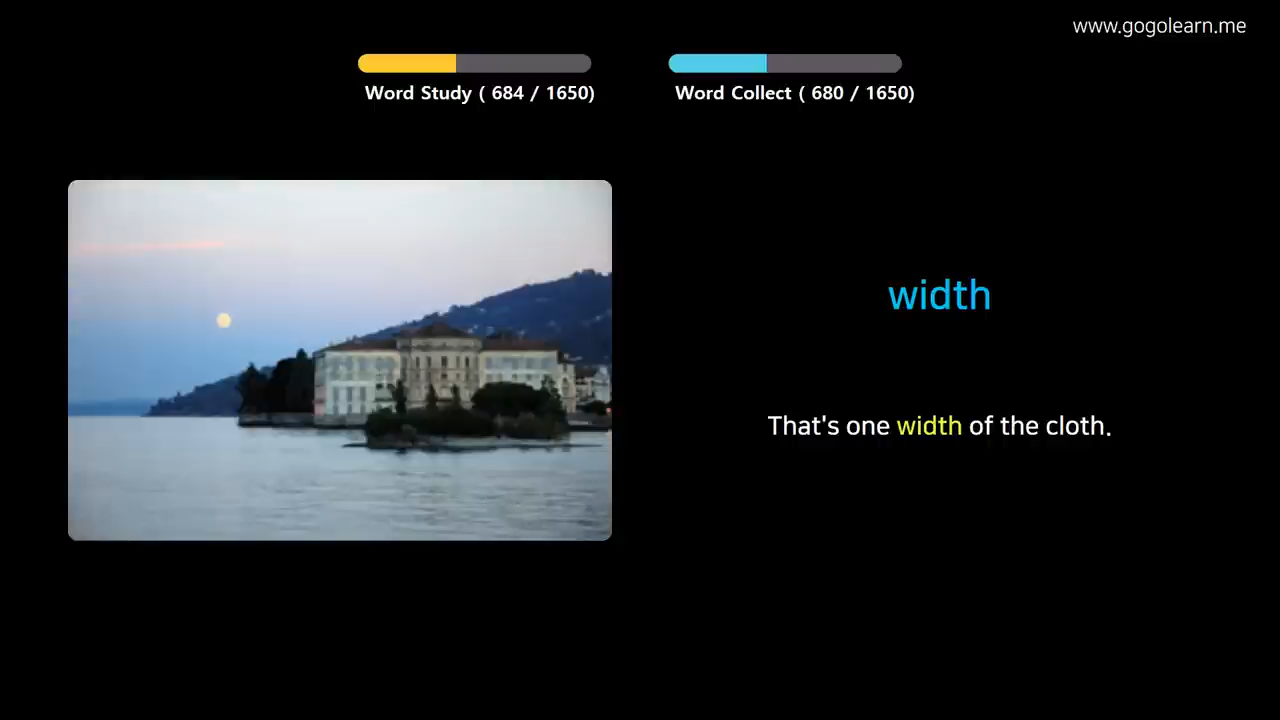 www.gogolearn.me
Word Study ( 684 / 1650)
Word Collect ( 680 / 1650)
width
That's one width of the cloth.